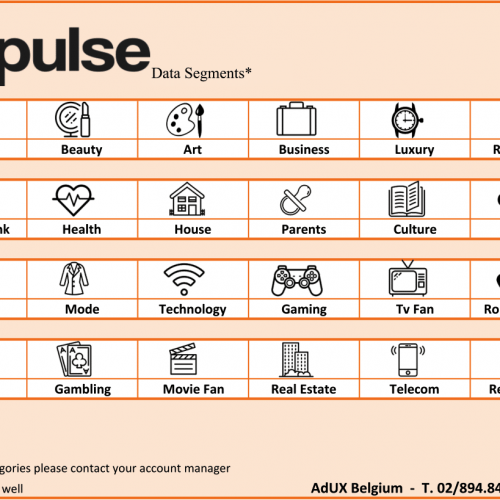 pulse Data Segments*
Beauty Art Business Luxury R
nk Health House Parents Culture
Mode Technology Gaming Tv Fan Ro
Gambling Movie Fan Real Estate Telecom Re
gories please contact your account manager
well
AdUX Belgium - T. 02/894.84